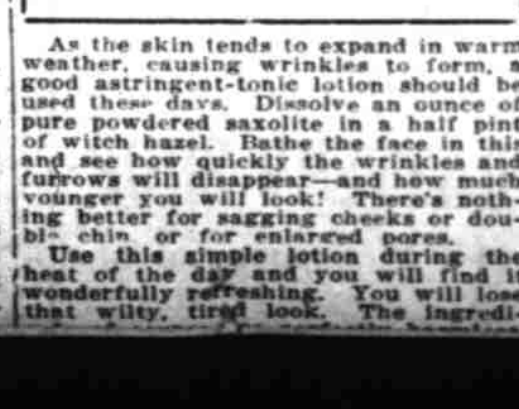 As the skin tends to expand in warm
weather, causing wrinkles to form, a
good astringent-tonic lotion should be
used these days. Dissolve an ounce of
pure powdered saxolite in a half pint
of witch hazel. Bathe the face in this
and see how quickly the wrinkles and
furrows will disappear—and how much
younger you will look! There's noth-
ing better for sagging cheeks or dou-
ble chin or for enlarged pores.
Use this simple lotion during the
heat of the day and you will find it
wonderfully refreshing. You will lose
that wilty, tired look. The ingredi-